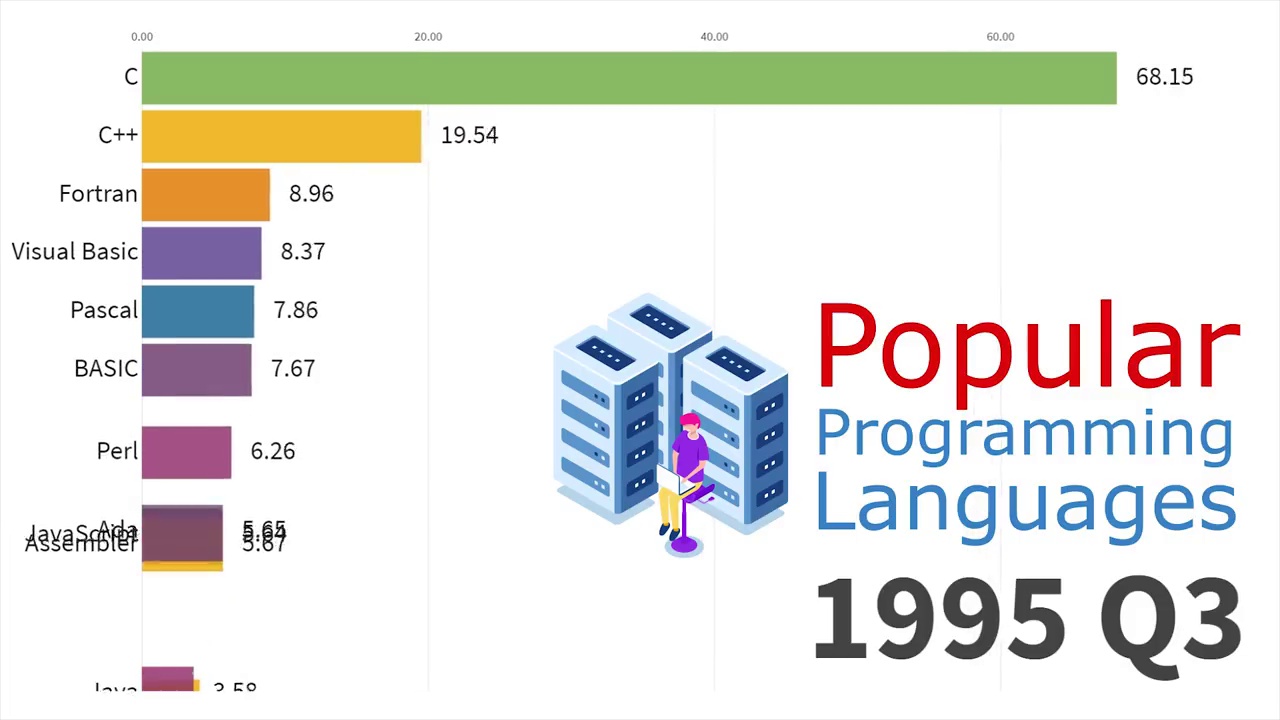 0.00 20.00 40.00 60.00
C 68.15
C++ 19.54
Fortran 8.96
Visual Basic 8.37
Pascal 7.86
BASIC 7.67
Perl 6.26
Ada 5.65
JavaScript
Assembler 5.67
Java 3.58
Popular
Programming
Languages
1995 Q3